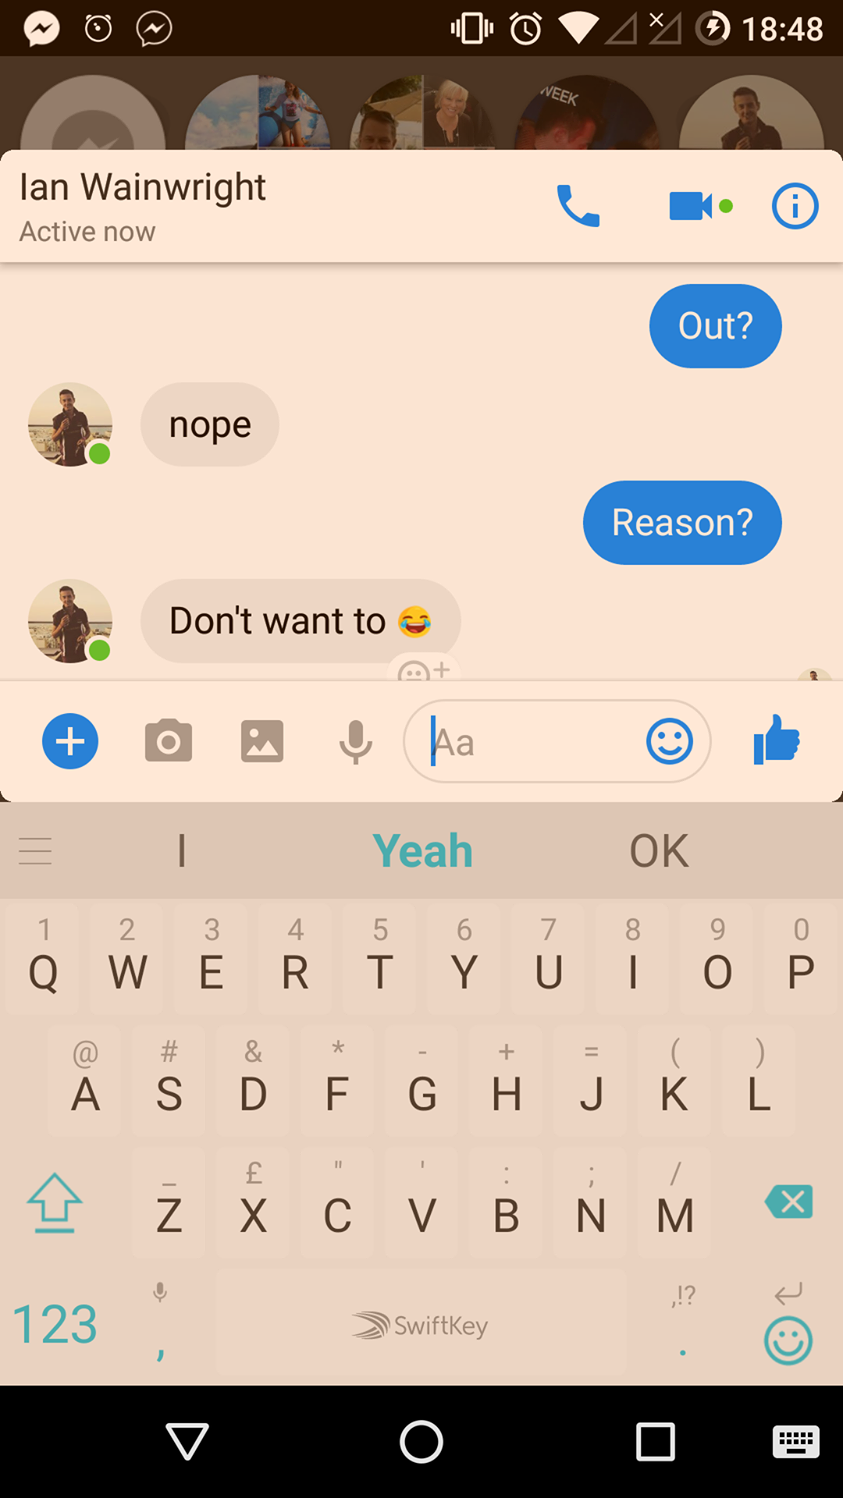 18:48
WEEK
Ian Wainwright
Active now
Out?
nope
Reason?
Don't want to 😂
Aa
I Yeah OK
1 2 3 4 5 6 7 8 9 0
Q W E R T Y U I O P
@ # & * - + = ( )
A S D F G H J K L
_ £ " ' : ; /
Z X C V B N M
,!?
123 , SwiftKey .